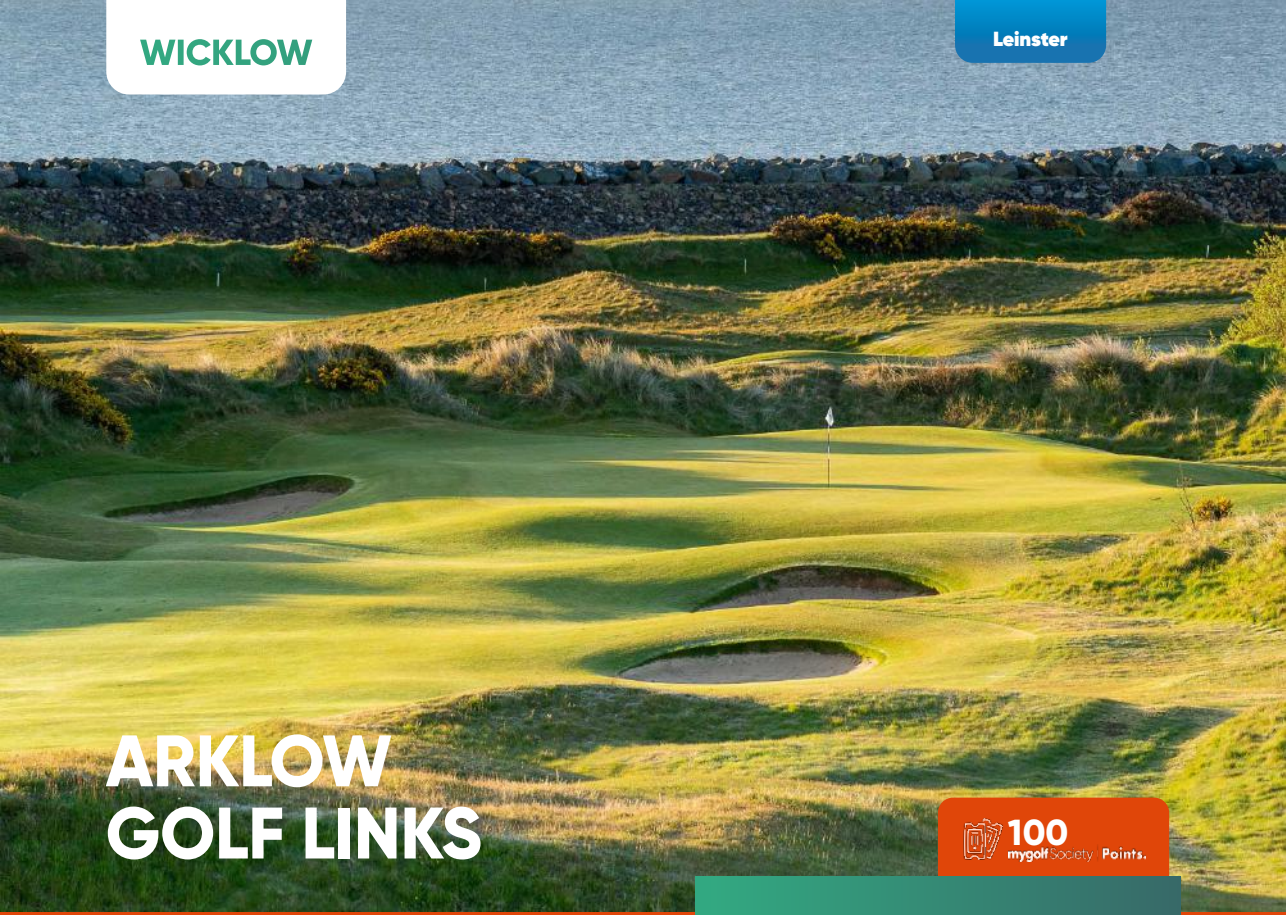 WICKLOW
Leinster
ARKLOW
GOLF LINKS
100
mygolf Society Points.